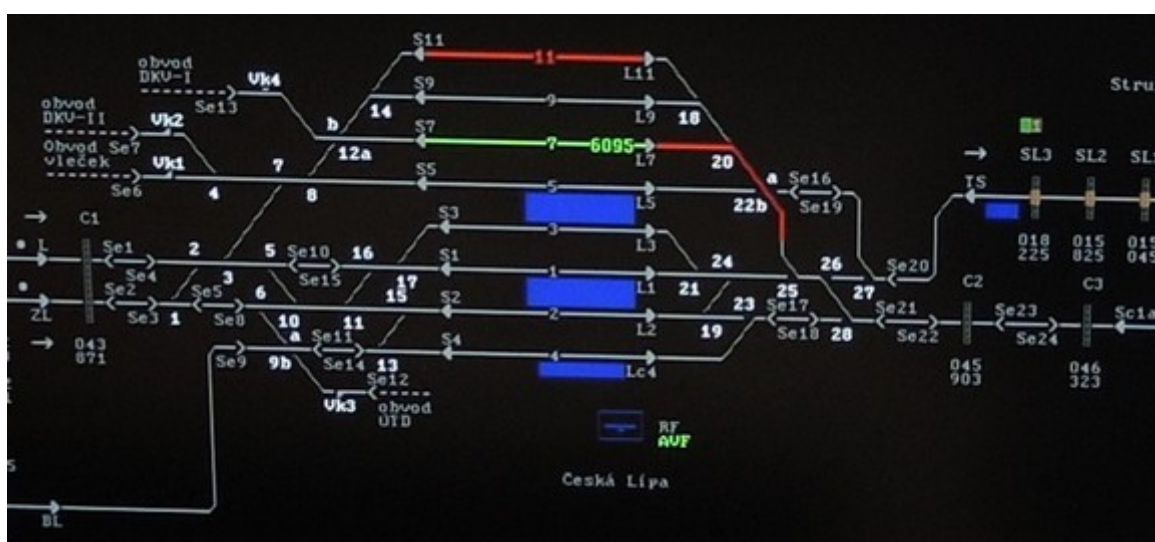 S11
11
L11
obvod
DKV-I
Vk4
Se13
S9
9
L9
14
18
Stru
obvod
DKV-II
Vk2
Se7
b
12a
S7
7
6095
L7
20
Obvod
vleček
Vk1
Se6
4
7
8
S5
5
L5
22b
a
Se16
Se19
SL3
SL2
SL
TS
018
225
015
825
015
045
C1
L
Se1
Se4
2
3
5
Se10
Se15
16
17
S3
3
L3
S1
1
L1
21
24
25
26
27
Se20
ZL
Se2
Se3
1
Se5
Se8
6
10
11
15
S2
2
L2
19
23
Se17
Se18
28
Se21
Se22
C2
Se23
Se24
C3
Sc1a
043
871
Se9
9b
a
Se11
Se14
13
S4
4
Lc4
045
903
046
323
Vk3
Se12
obvod
OTD
RF
AVF
Česká Lípa
BL